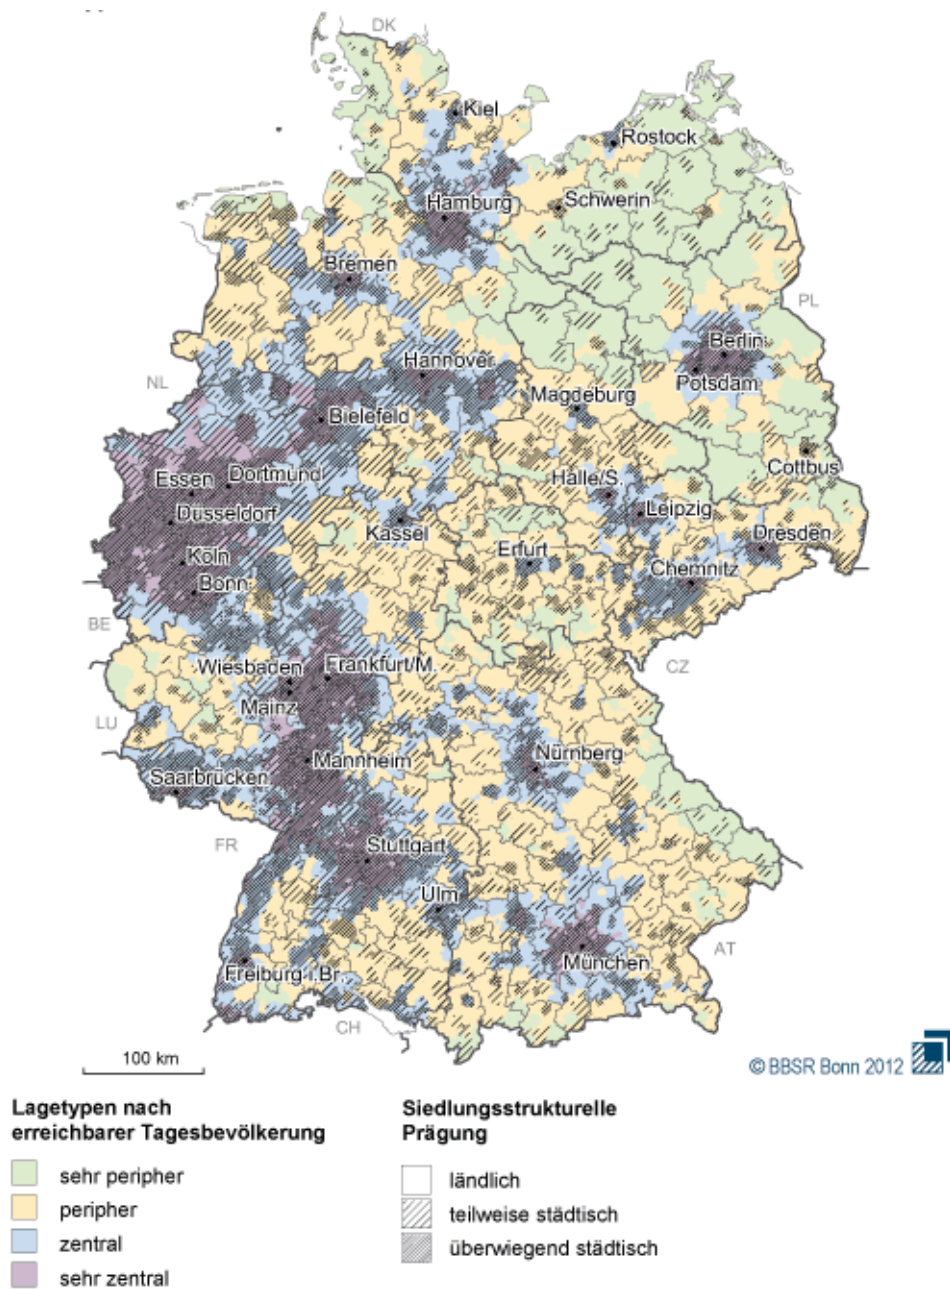 DK
Kiel
Rostock
Hamburg
Schwerin
Bremen
PL
Berlin
Hannover
Potsdam
NL
Magdeburg
Bielefeld
Cottbus
Essen
Dortmund
Halle/S.
Leipzig
Düsseldorf
Kassel
Dresden
Erfurt
Köln
Chemnitz
Bonn
BE
Wiesbaden
Frankfurt/M.
CZ
Mainz
LU
Nürnberg
Mannheim
Saarbrücken
FR
Stuttgart
Ulm
AT
München
Freiburg i.Br.
CH
100 km
© BBSR Bonn 2012
Lagetypen nach
erreichbarer Tagesbevölkerung
sehr peripher
peripher
zentral
sehr zentral
Siedlungsstrukturelle
Prägung
ländlich
teilweise städtisch
überwiegend städtisch